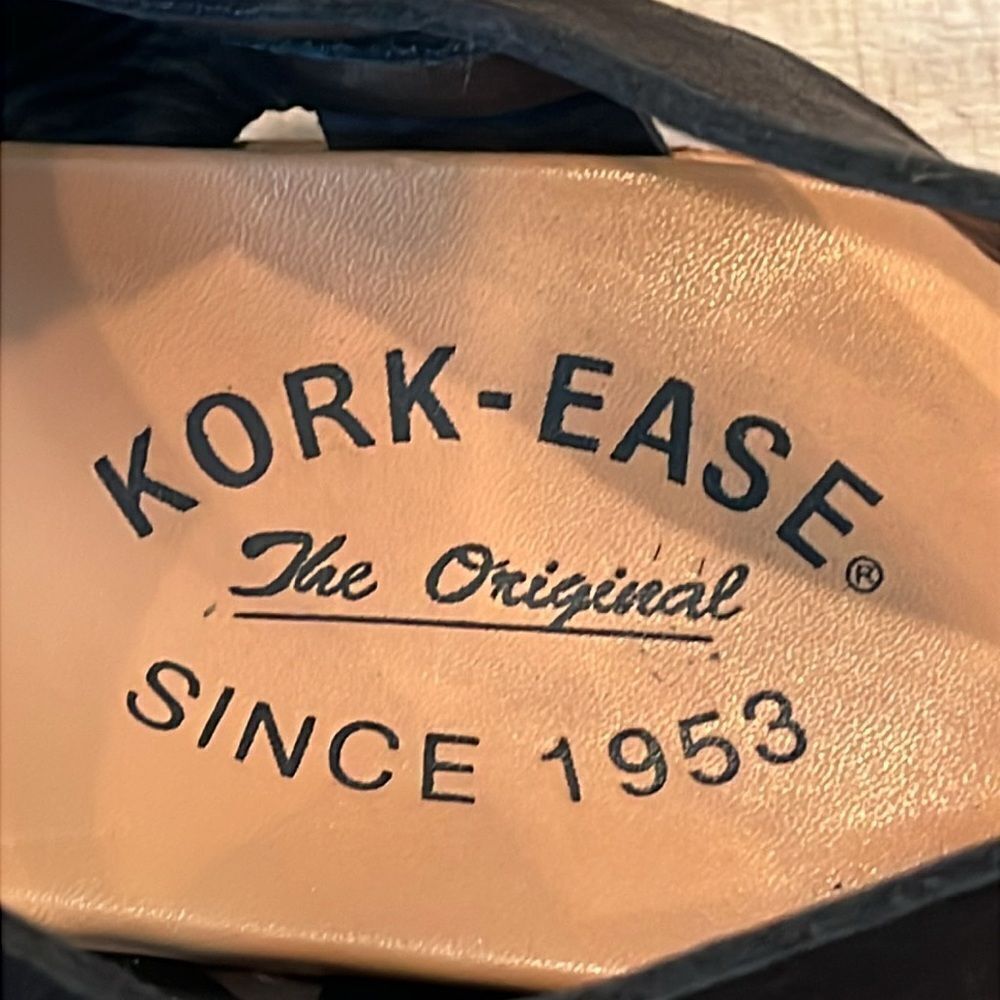 KORK-EASE®
The Original
SINCE 1953